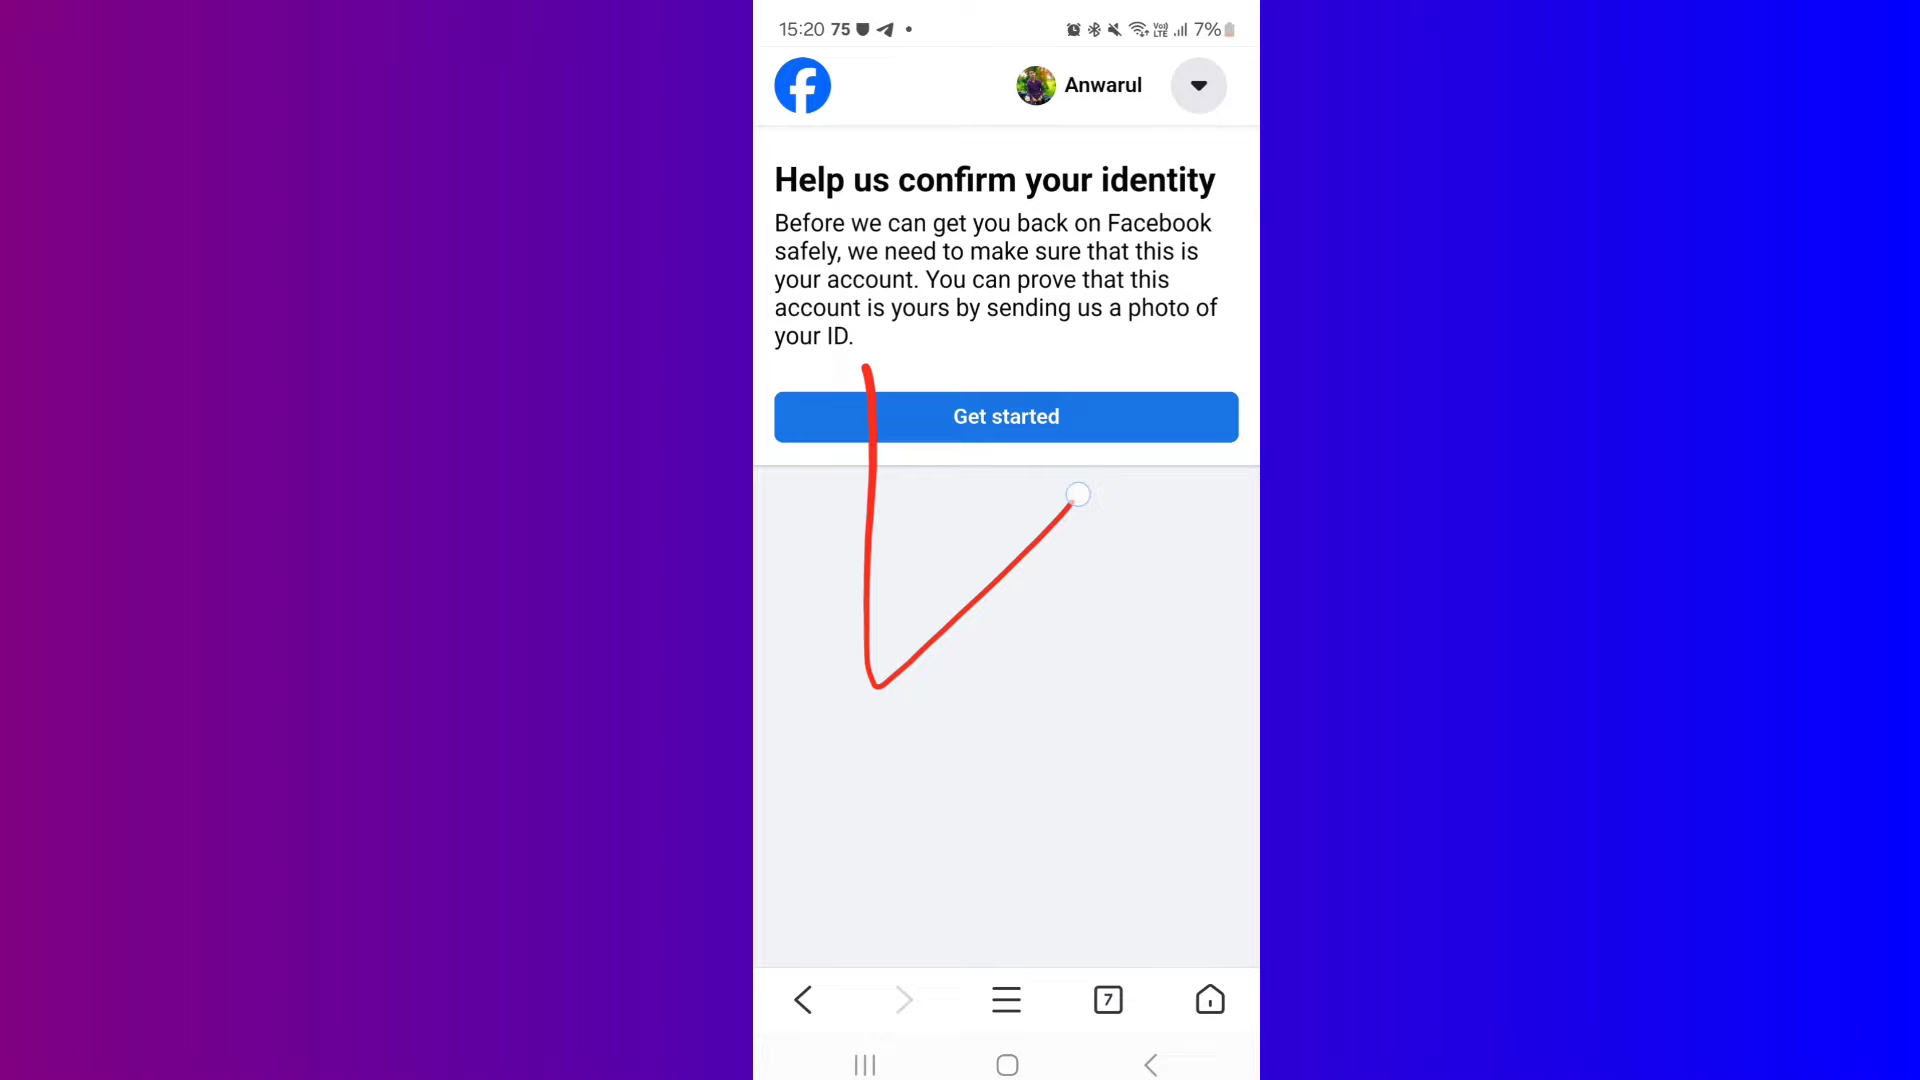 15:20 75 Vo) LTE 7%
Anwarul
Help us confirm your identity
Before we can get you back on Facebook
safely, we need to make sure that this is
your account. You can prove that this
account is yours by sending us a photo of
your ID.
Get started
7